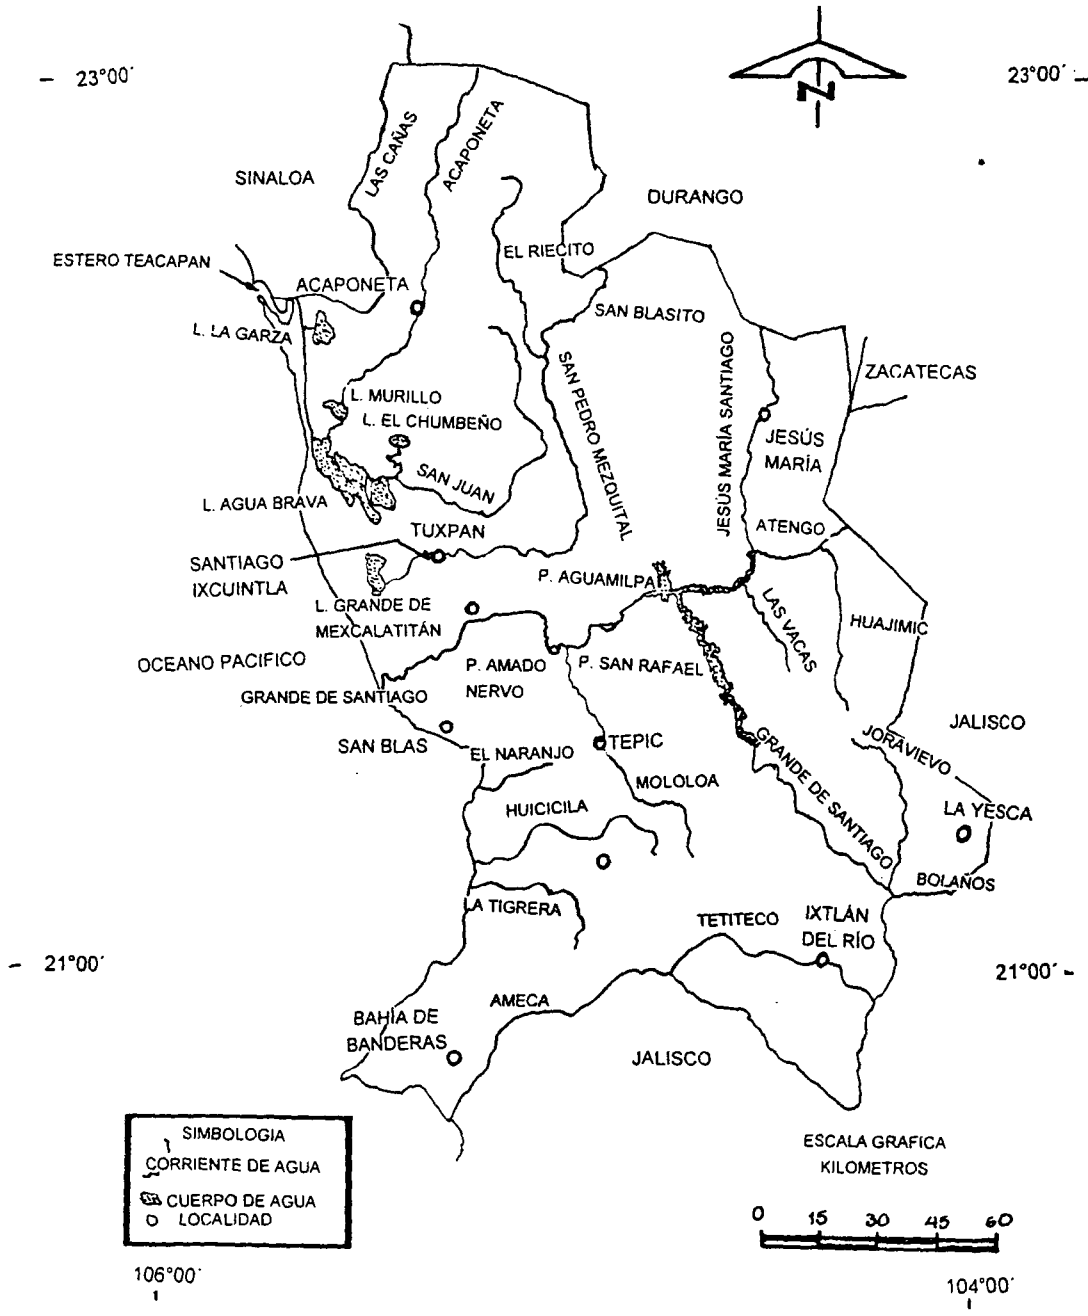 23°00'
23°00'
N
LAS CAÑAS
ACAPONETA
SINALOA
DURANGO
EL RIECITO
ESTERO TEACAPAN
ACAPONETA
SAN BLASITO
L. LA GARZA
SAN PEDRO MEZQUITAL
JESÚS MARÍA SANTIAGO
ZACATECAS
L. MURILLO
L. EL CHUMBEÑO
JESÚS
MARÍA
SAN JUAN
L. AGUA BRAVA
TUXPAN
ATENGO
SANTIAGO
IXCUINTLA
P. AGUAMILPA
LAS VACAS
L. GRANDE DE
MEXCALATITÁN
HUAJIMIC
OCEANO PACIFICO
P. AMADO
NERVO
P. SAN RAFAEL
GRANDE DE SANTIAGO
SAN BLAS
EL NARANJO
TEPIC
GRANDE DE SANTIAGO
JORAVIEVO
JALISCO
MOLOLOA
HUICICILA
LA YESCA
BOLAÑOS
LA TIGRERA
TETITECO
IXTLÁN
DEL RÍO
21°00'
21°00'
AMECA
BAHÍA DE
BANDERAS
JALISCO
SIMBOLOGIA
CORRIENTE DE AGUA
CUERPO DE AGUA
LOCALIDAD
ESCALA GRAFICA
KILOMETROS
0 15 30 45 60
106°00'
104°00'